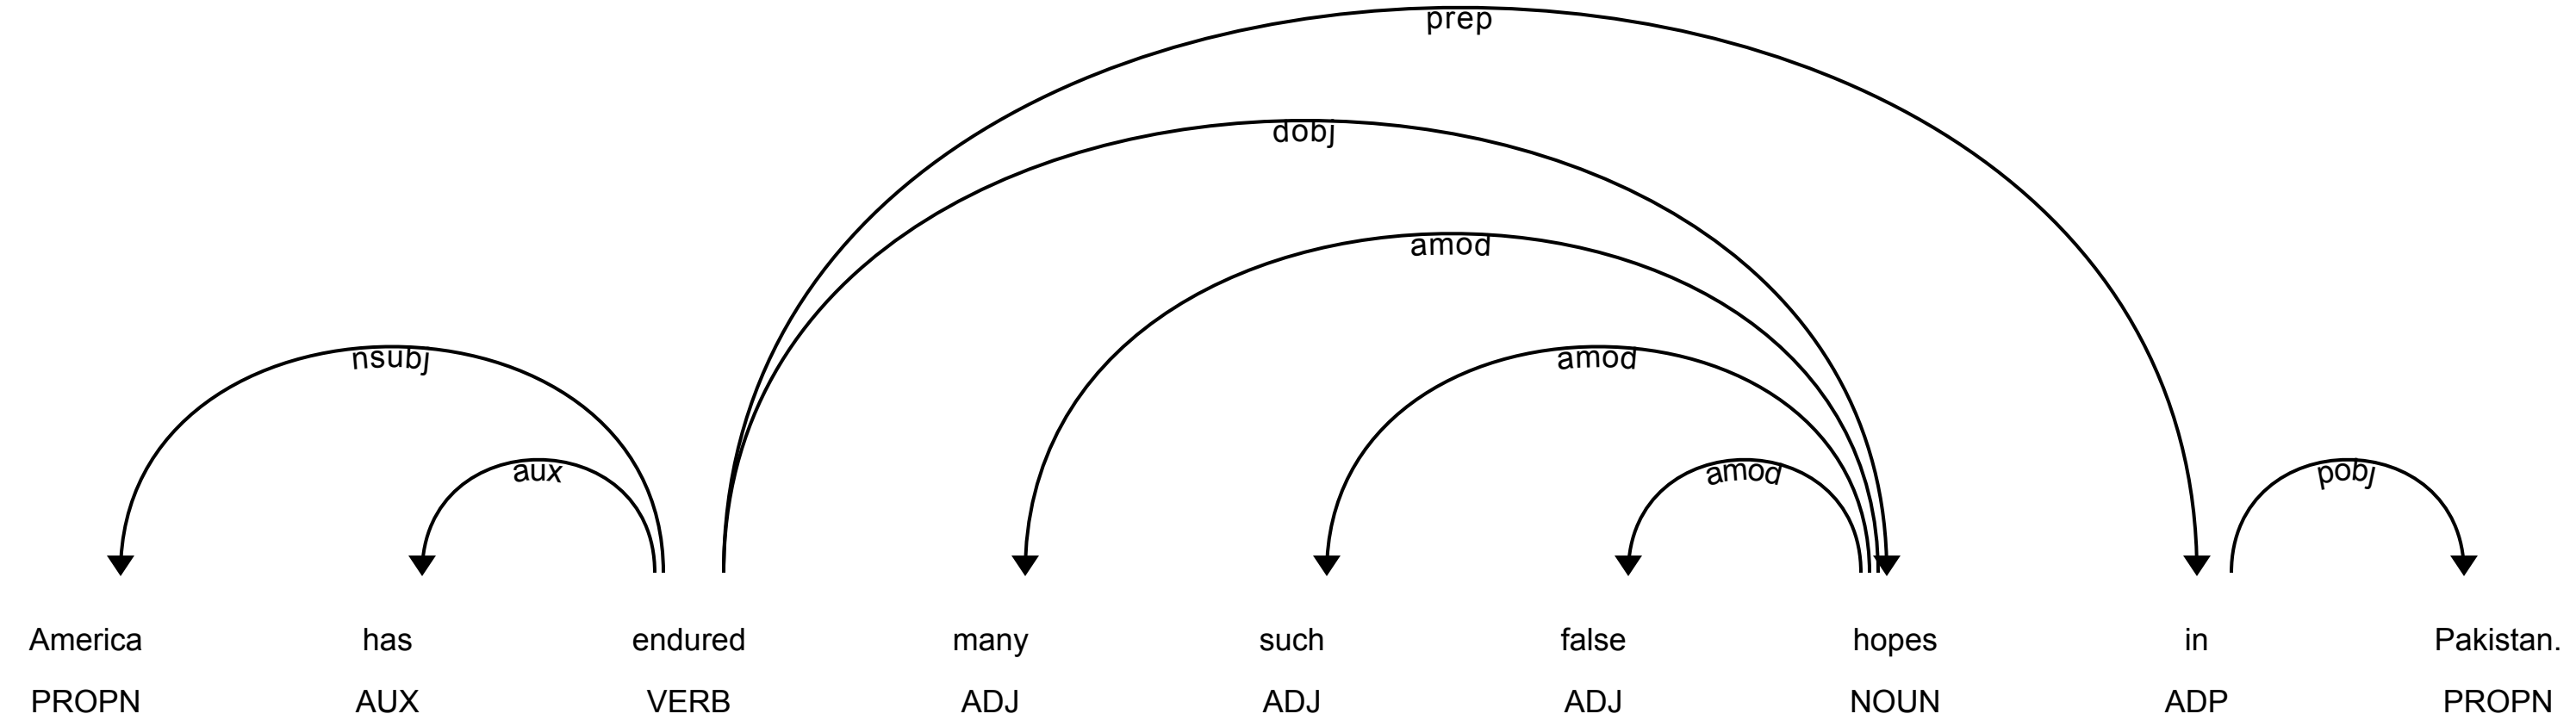 prep
dobj
amod
nsubj amod
aux amod pobj
America has endured many such false hopes in Pakistan.
PROPN AUX VERB ADJ ADJ ADJ NOUN ADP PROPN